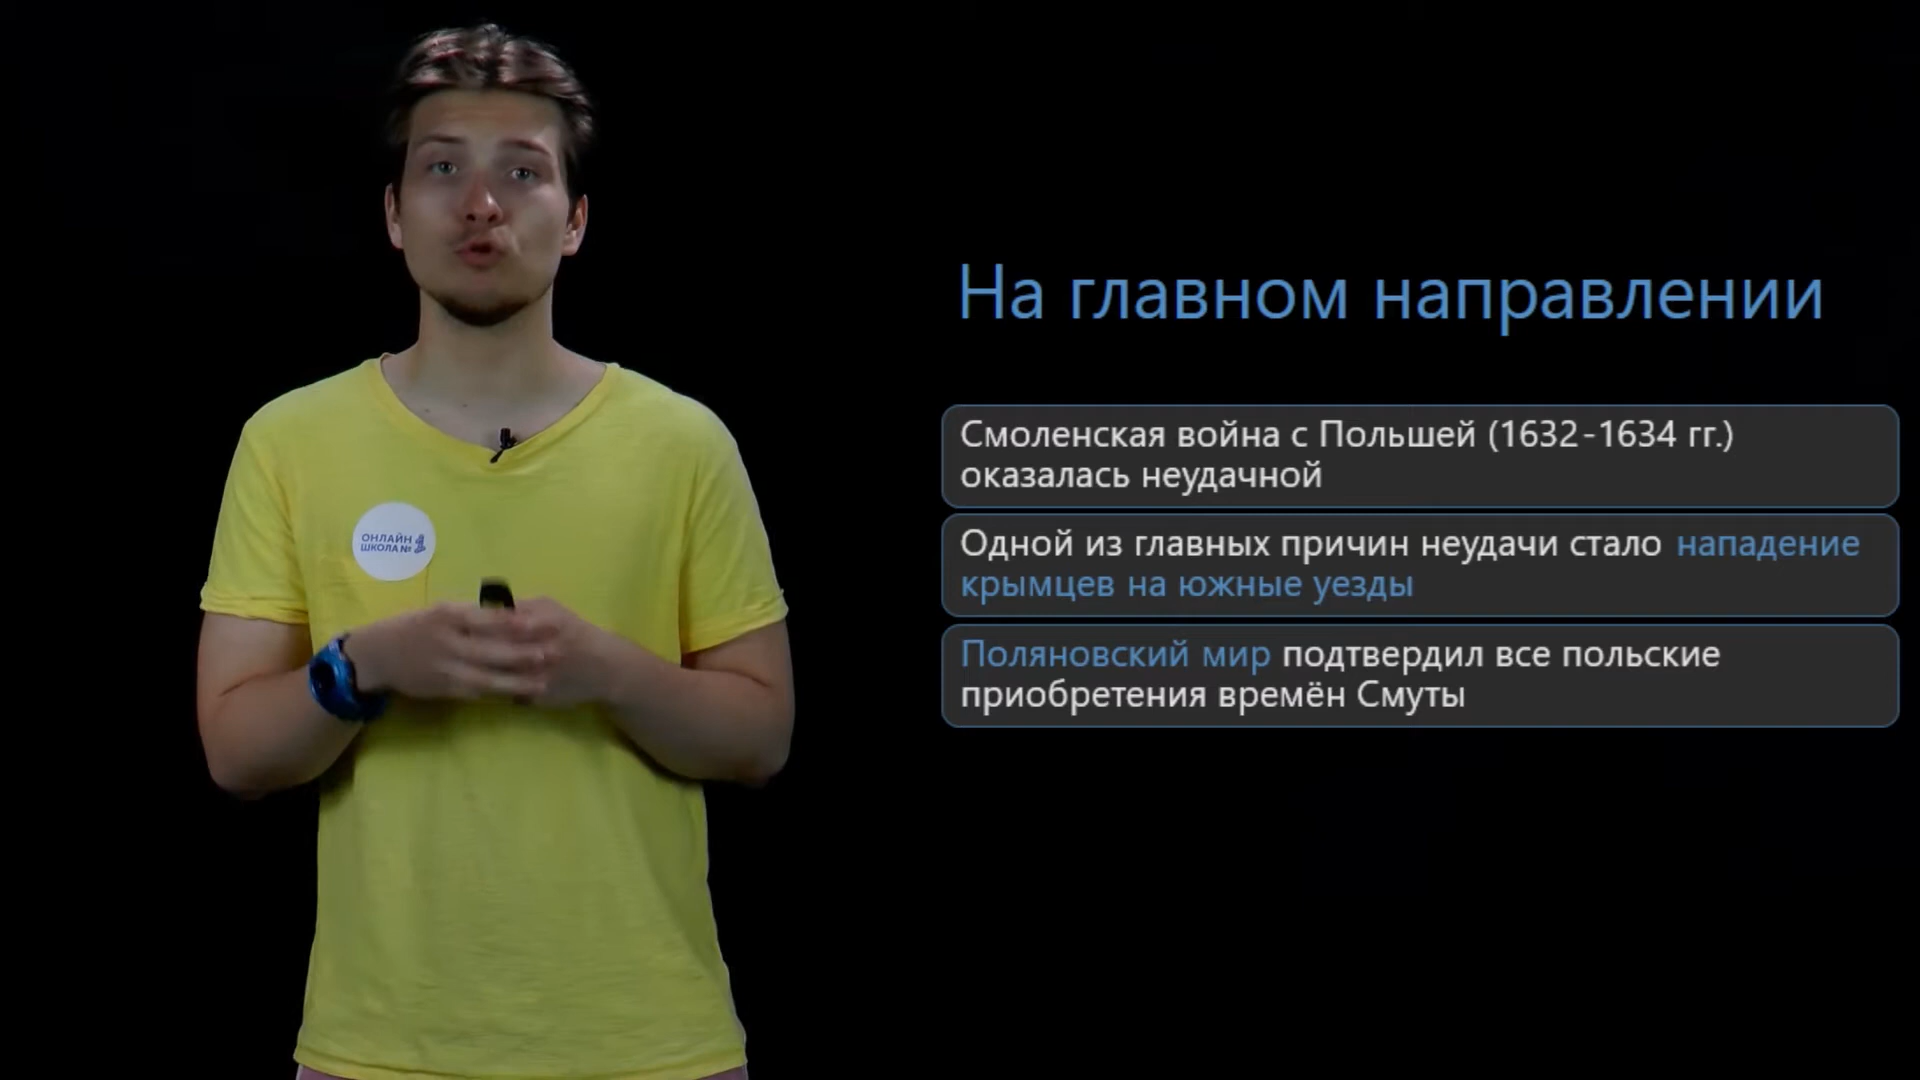 На главном направлении
Смоленская война с Польшей (1632-1634 гг.)
оказалась неудачной
Одной из главных причин неудачи стало нападение
крымцев на южные уезды
Поляновский мир подтвердил все польские
приобретения времён Смуты
ОНЛАЙН
ШКОЛА №1